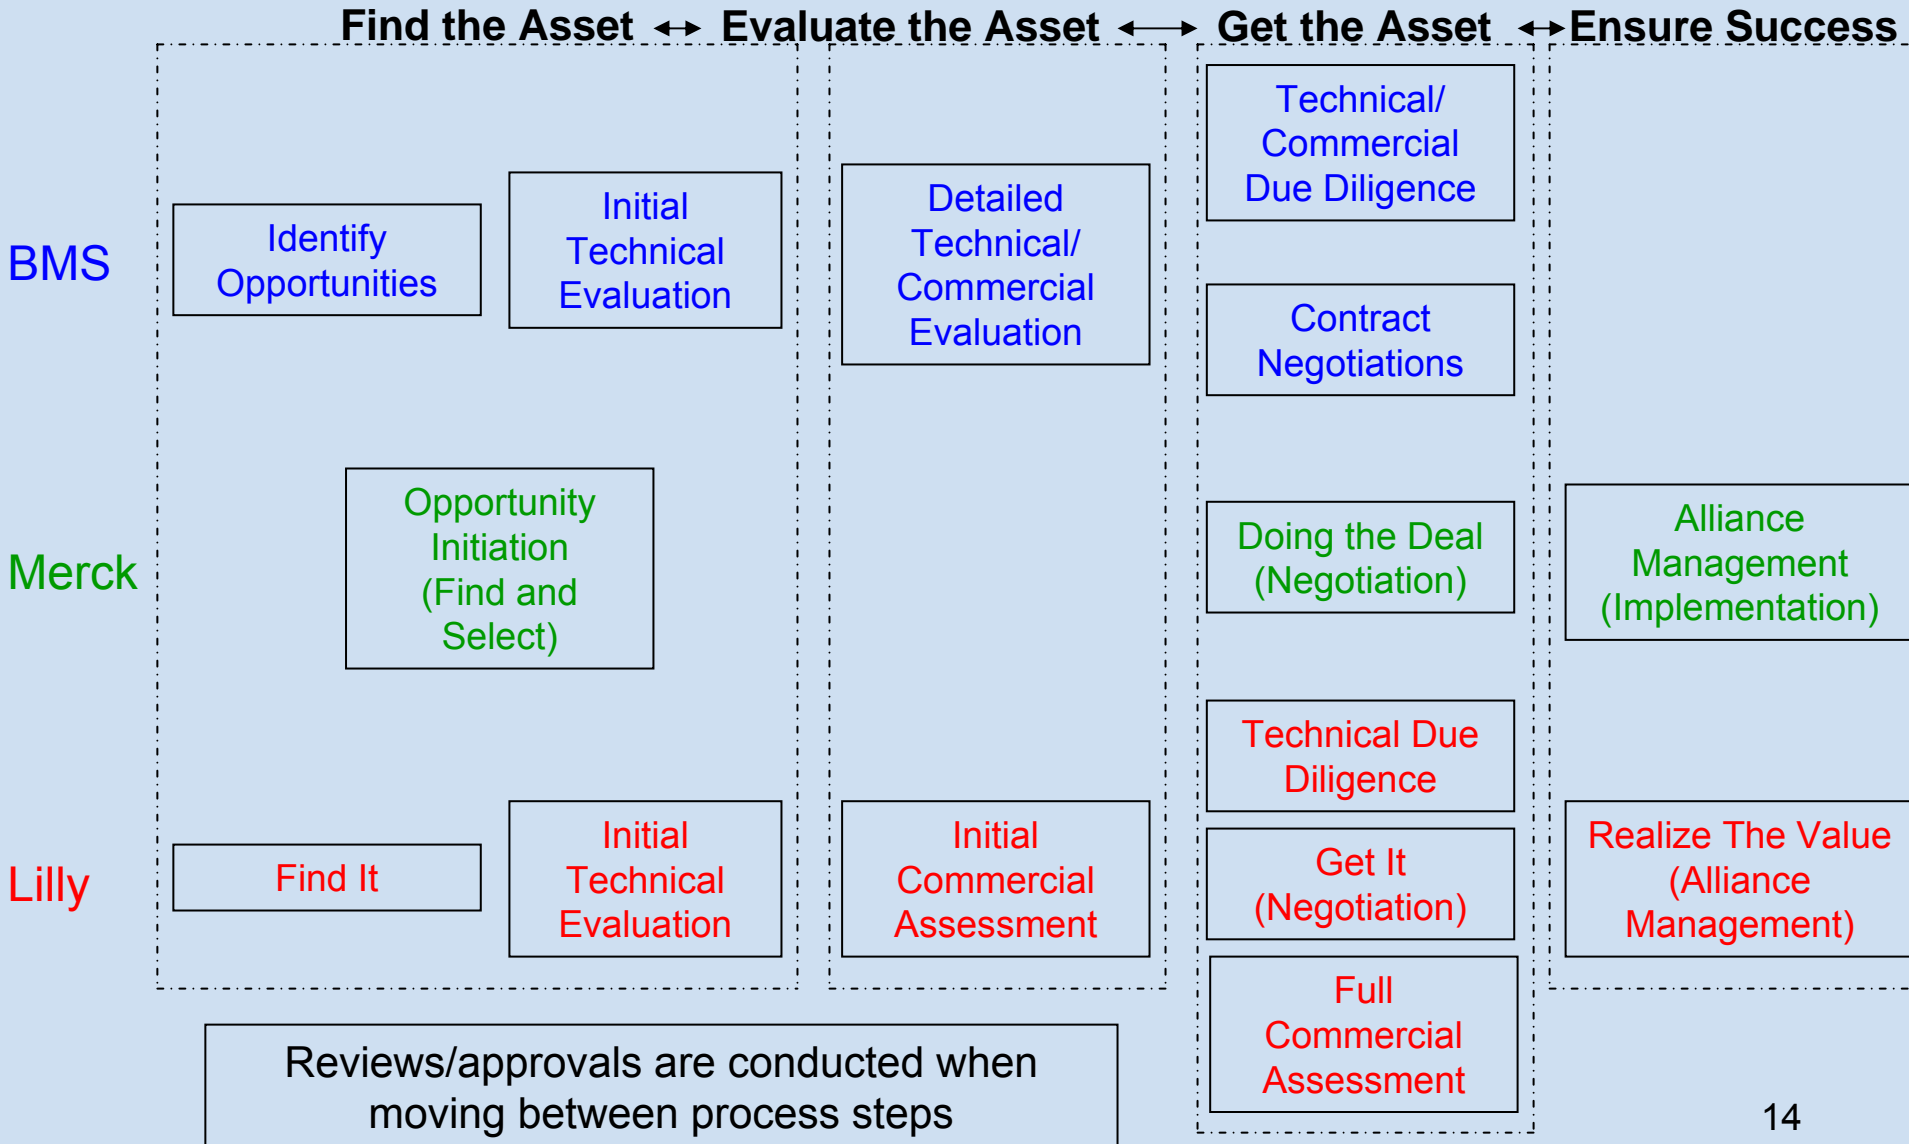 Find the Asset
Evaluate the Asset
Get the Asset
Ensure Success
BMS
Identify
Opportunities
Initial
Technical
Evaluation
Detailed
Technical/
Commercial
Evaluation
Technical/
Commercial
Due Diligence
Contract
Negotiations
Merck
Opportunity
Initiation
(Find and
Select)
Doing the Deal
(Negotiation)
Alliance
Management
(Implementation)
Lilly
Find It
Initial
Technical
Evaluation
Initial
Commercial
Assessment
Technical Due
Diligence
Get It
(Negotiation)
Full
Commercial
Assessment
Realize The Value
(Alliance
Management)
Reviews/approvals are conducted when
moving between process steps
14